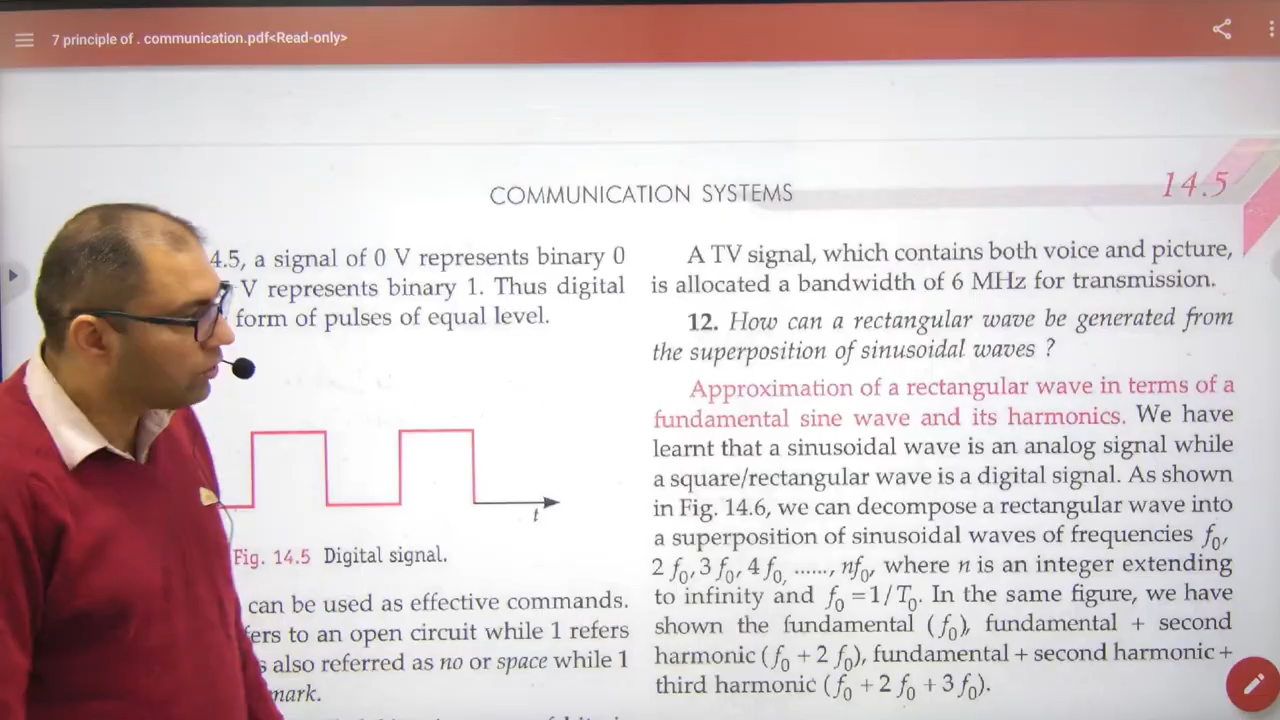 7 principle of . communication.pdf<Read-only>
COMMUNICATION SYSTEMS
14.5
4.5, a signal of 0 V represents binary 0
V represents binary 1. Thus digital
form of pulses of equal level.
t
Fig. 14.5 Digital signal.
can be used as effective commands.
to an open circuit while 1 refers
also referred as no or space while 1
mark.
A TV signal, which contains both voice and picture,
is allocated a bandwidth of 6 MHz for transmission.
12. How can a rectangular wave be generated from
the superposition of sinusoidal waves ?
Approximation of a rectangular wave in terms of a
fundamental sine wave and its harmonics. We have
learnt that a sinusoidal wave is an analog signal while
a square/rectangular wave is a digital signal. As shown
in Fig. 14.6, we can decompose a rectangular wave into
a superposition of sinusoidal waves of frequencies f₀,
2 f₀, 3 f₀, 4 f₀, ......, nf₀, where n is an integer extending
to infinity and f₀ = 1/T₀. In the same figure, we have
shown the fundamental (f₀), fundamental + second
harmonic (f₀ + 2 f₀), fundamental + second harmonic +
third harmonic (f₀ + 2 f₀ + 3 f₀).